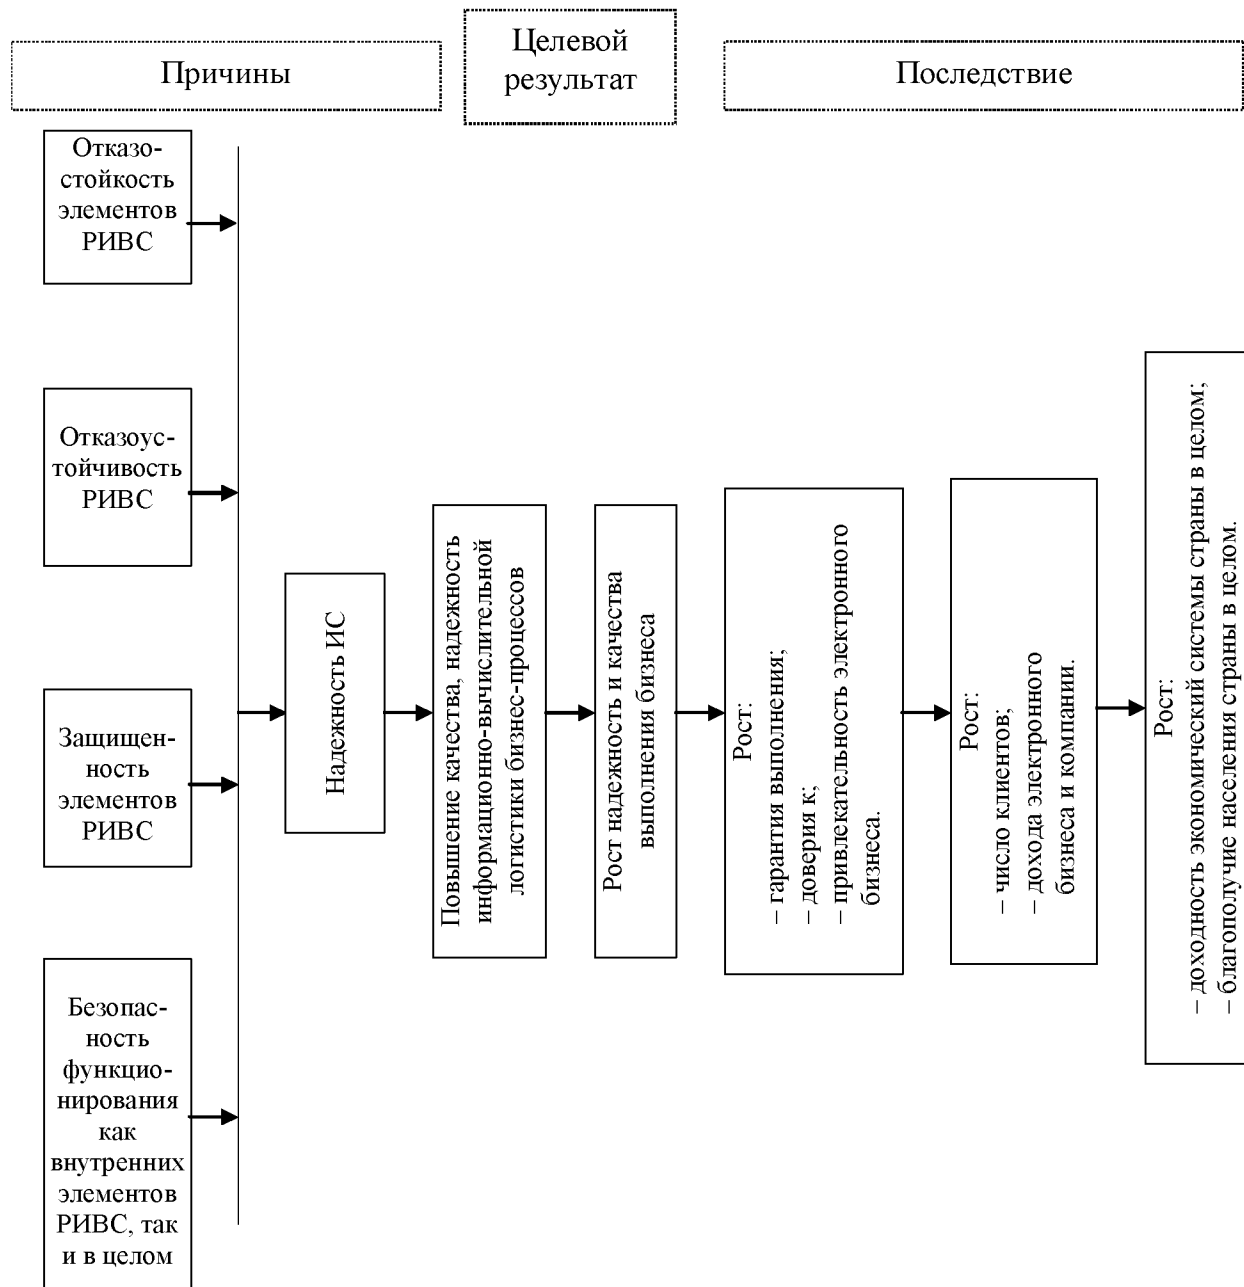 Причины
Целевой
результат
Последствие
Отказо-
стойкость
элементов
РИВС
Отказоус-
тойчивость
РИВС
Защищен-
ность
элементов
РИВС
Безопас-
ность
функцио-
нирования
как
внутренних
элементов
РИВС, так
и в целом
Надежность ИС
Повышение качества, надежность
информационно-вычислительной
логистики бизнес-процессов
Рост надежность и качества
выполнения бизнеса
Рост:
– гарантия выполнения;
– доверия к;
– привлекательность электронного
бизнеса.
Рост:
– число клиентов;
– дохода электронного
бизнеса и компании.
Рост:
– доходность экономический системы страны в целом;
– благополучие населения страны в целом.